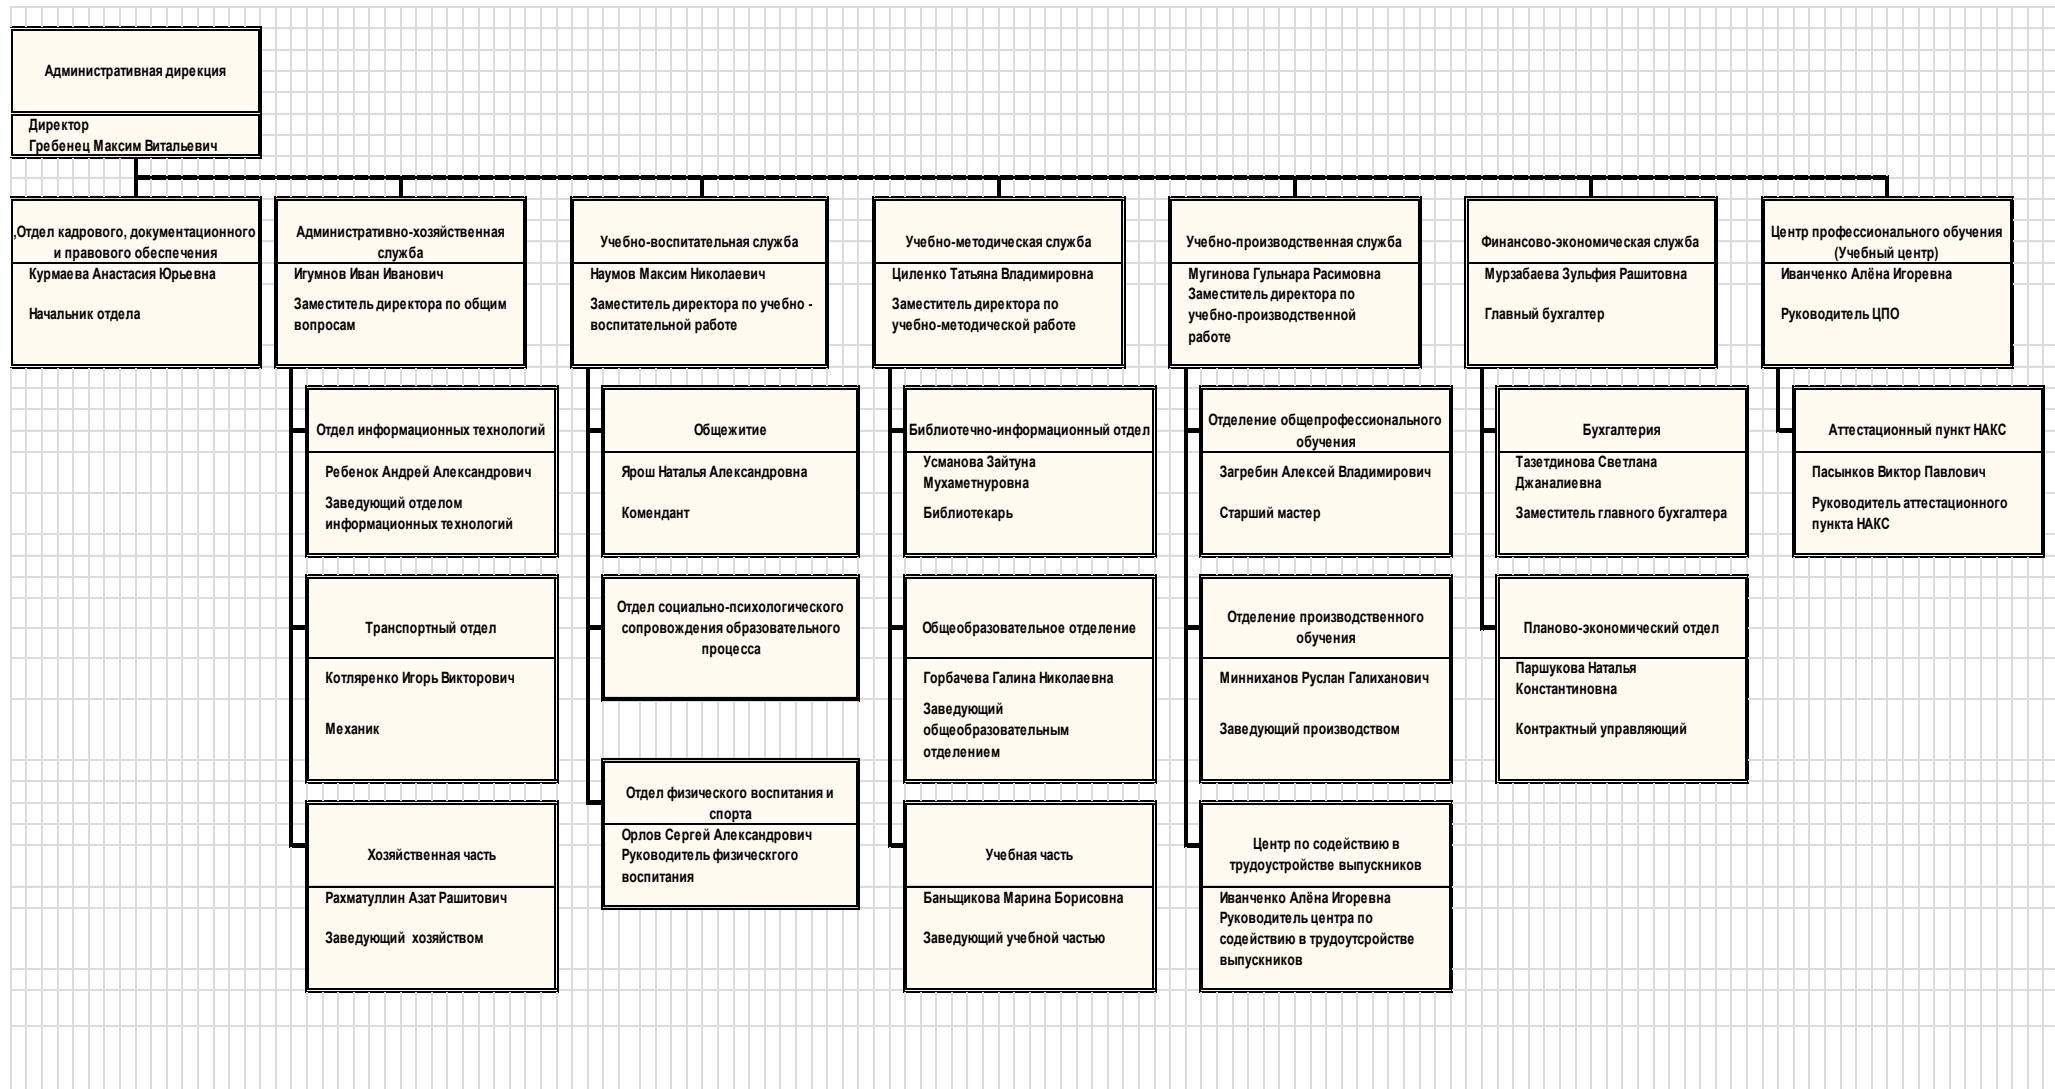 Административная дирекция
Директор
Гребенец Максим Витальевич
,Отдел кадрового, документационного
и правового обеспечения
Курмаева Анастасия Юрьевна
Начальник отдела
Административно-хозяйственная
служба
Игумнов Иван Иванович
Заместитель директора по общим
вопросам
Учебно-воспитательная служба
Наумов Максим Николаевич
Заместитель директора по учебно -
воспитательной работе
Учебно-методическая служба
Циленко Татьяна Владимировна
Заместитель директора по
учебно-методической работе
Учебно-производственная служба
Мугинова Гульнара Расимовна
Заместитель директора по
учебно-производственной
работе
Финансово-экономическая служба
Мурзабаева Зульфия Рашитовна
Главный бухгалтер
Центр профессионального обучения
(Учебный центр)
Иванченко Алёна Игоревна
Руководитель ЦПО
Отдел информационных технологий
Ребенок Андрей Александрович
Заведующий отделом
информационных технологий
Общежитие
Ярош Наталья Александровна
Комендант
Библиотечно-информационный отдел
Усманова Зайтуна
Мухаметнуровна
Библиотекарь
Отделение общепрофессионального
обучения
Загребин Алексей Владимирович
Старший мастер
Бухгалтерия
Тазетдинова Светлана
Джаналиевна
Заместитель главного бухгалтера
Аттестационный пункт НАКС
Пасынков Виктор Павлович
Руководитель аттестационного
пункта НАКС
Транспортный отдел
Котляренко Игорь Викторович
Механик
Отдел социально-психологического
сопровождения образовательного
процесса
Общеобразовательное отделение
Горбачева Галина Николаевна
Заведующий
общеобразовательным
отделением
Отделение производственного
обучения
Минниханов Руслан Галиханович
Заведующий производством
Планово-экономический отдел
Паршукова Наталья
Константиновна
Контрактный управляющий
Отдел физического воспитания и
спорта
Орлов Сергей Александрович
Руководитель физическгого
воспитания
Хозяйственная часть
Рахматуллин Азат Рашитович
Заведующий  хозяйством
Учебная часть
Баньщикова Марина Борисовна
Заведующий учебной частью
Центр по содействию в
трудоустройстве выпускников
Иванченко Алёна Игоревна
Руководитель центра по
содействию в трудоутсройстве
выпускников